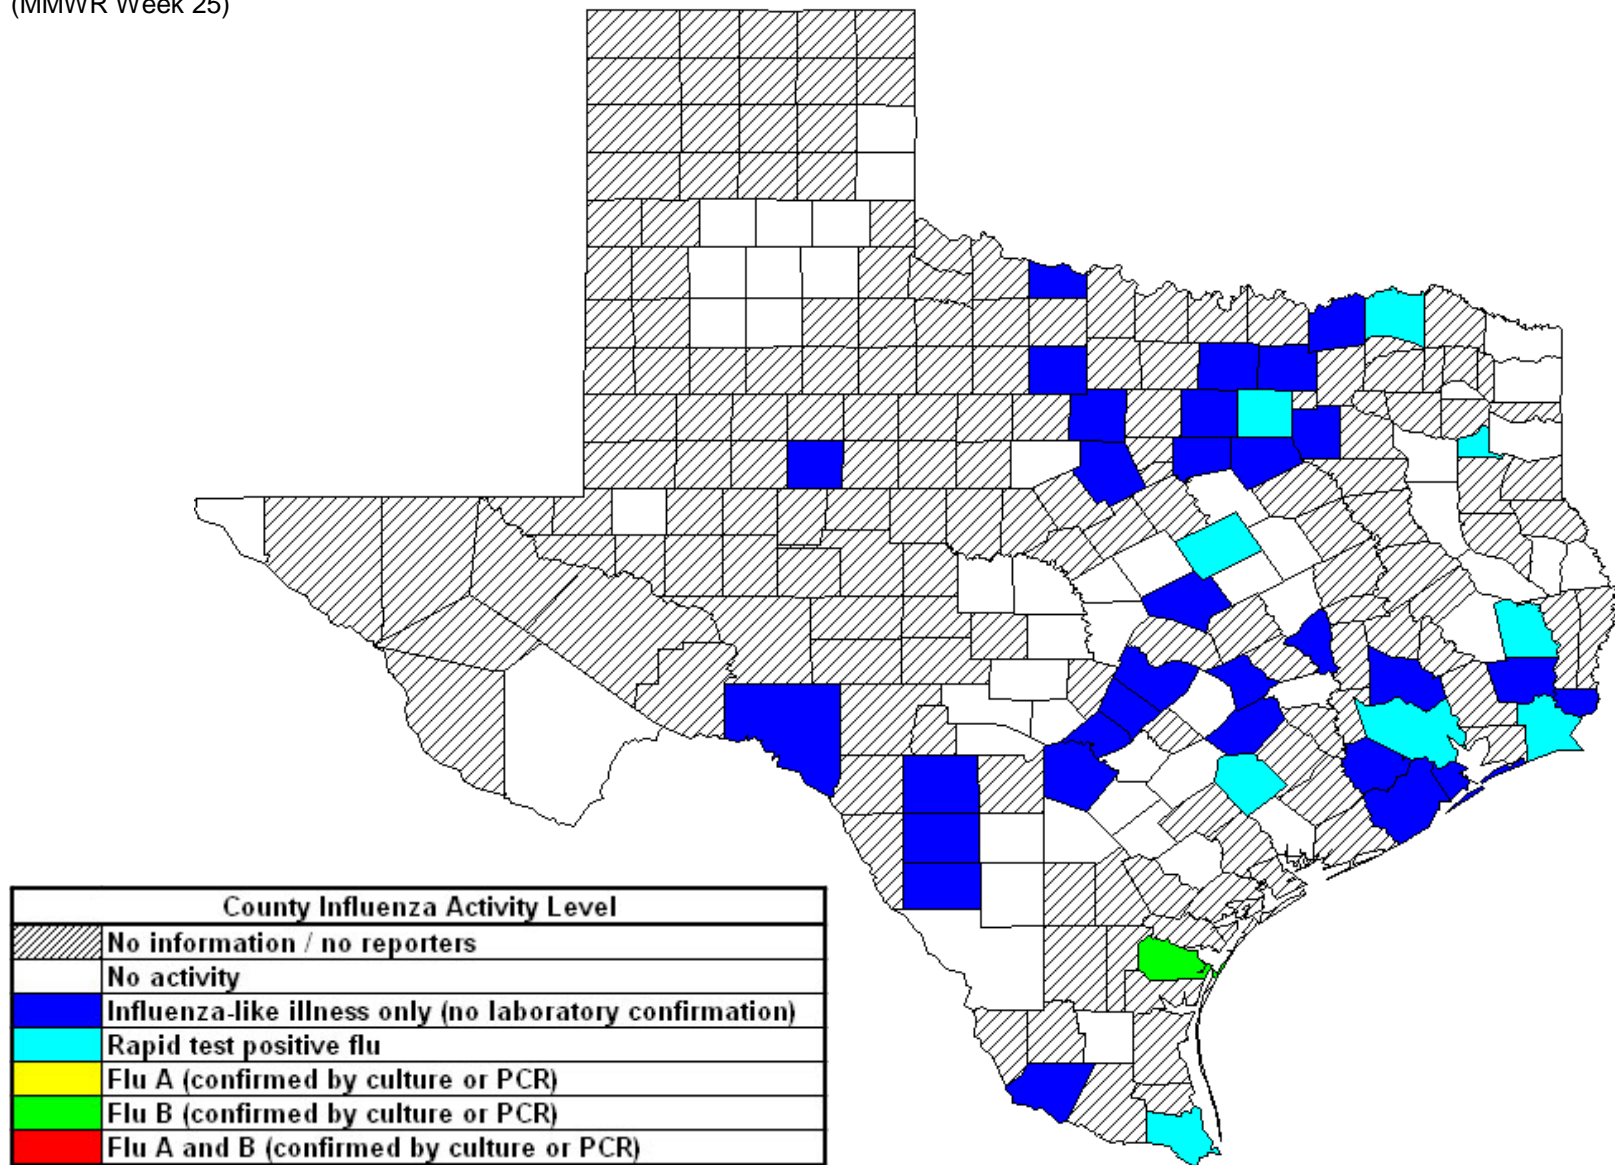 (MMWR Week 25)
County Influenza Activity Level
No information / no reporters
No activity
Influenza-like illness only (no laboratory confirmation)
Rapid test positive flu
Flu A (confirmed by culture or PCR)
Flu B (confirmed by culture or PCR)
Flu A and B (confirmed by culture or PCR)